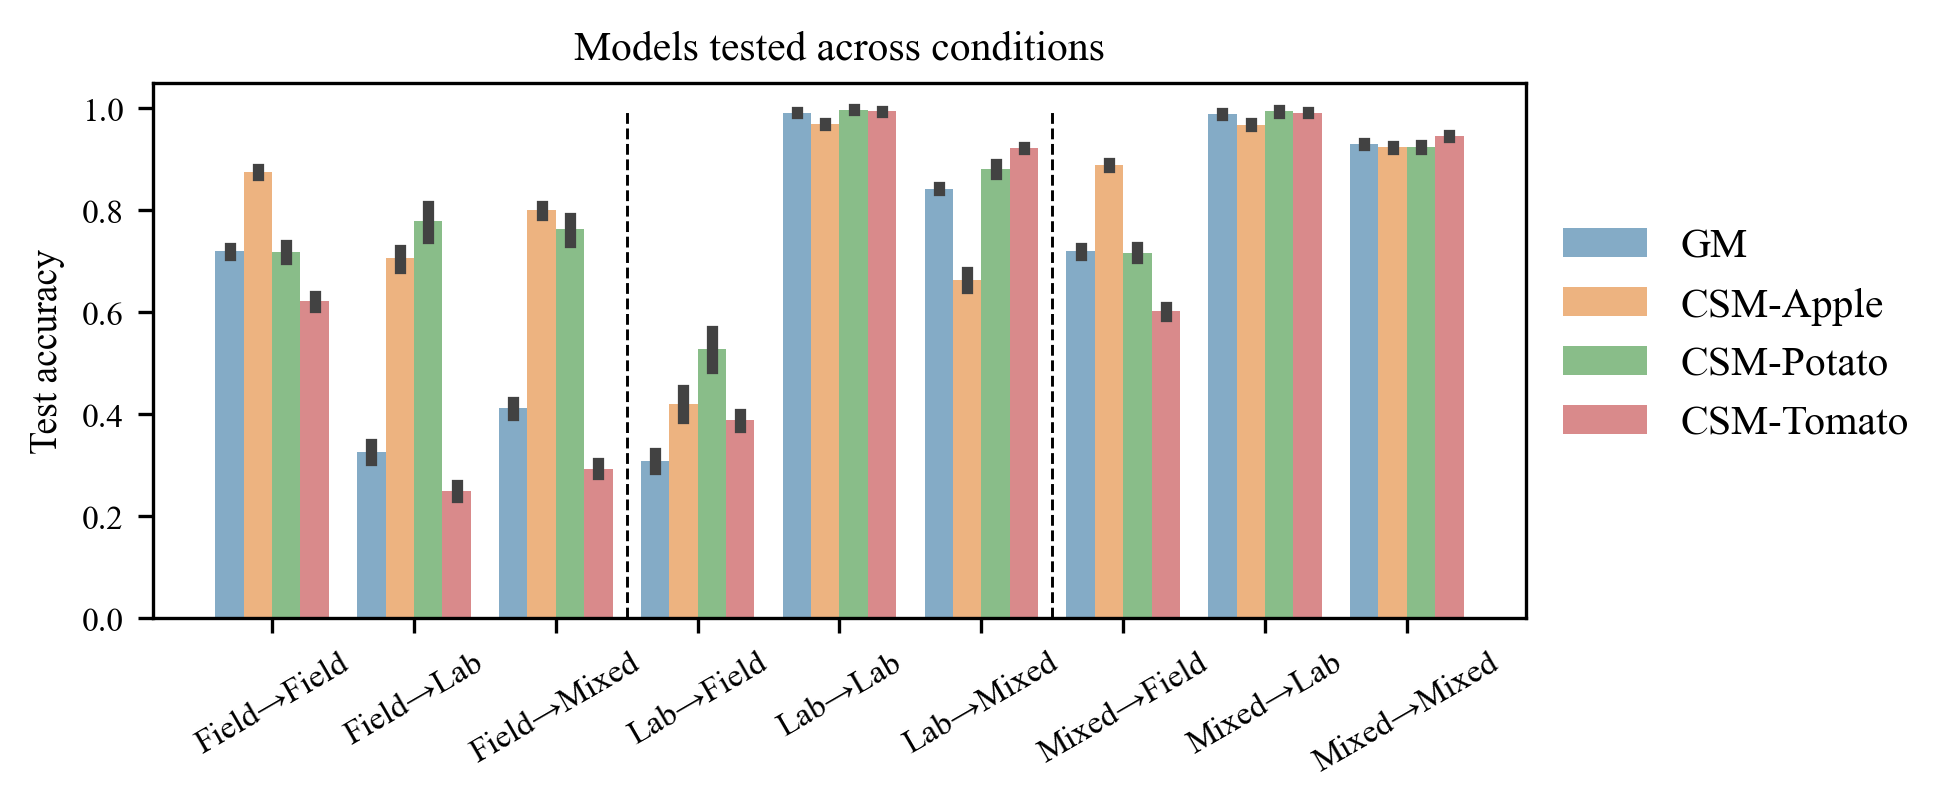 Models tested across conditions
Test accuracy
1.0
0.8
0.6
0.4
0.2
0.0
Field→Field
Field→Lab
Field→Mixed
Lab→Field
Lab→Lab
Lab→Mixed
Mixed→Field
Mixed→Lab
Mixed→Mixed
GM
CSM-Apple
CSM-Potato
CSM-Tomato